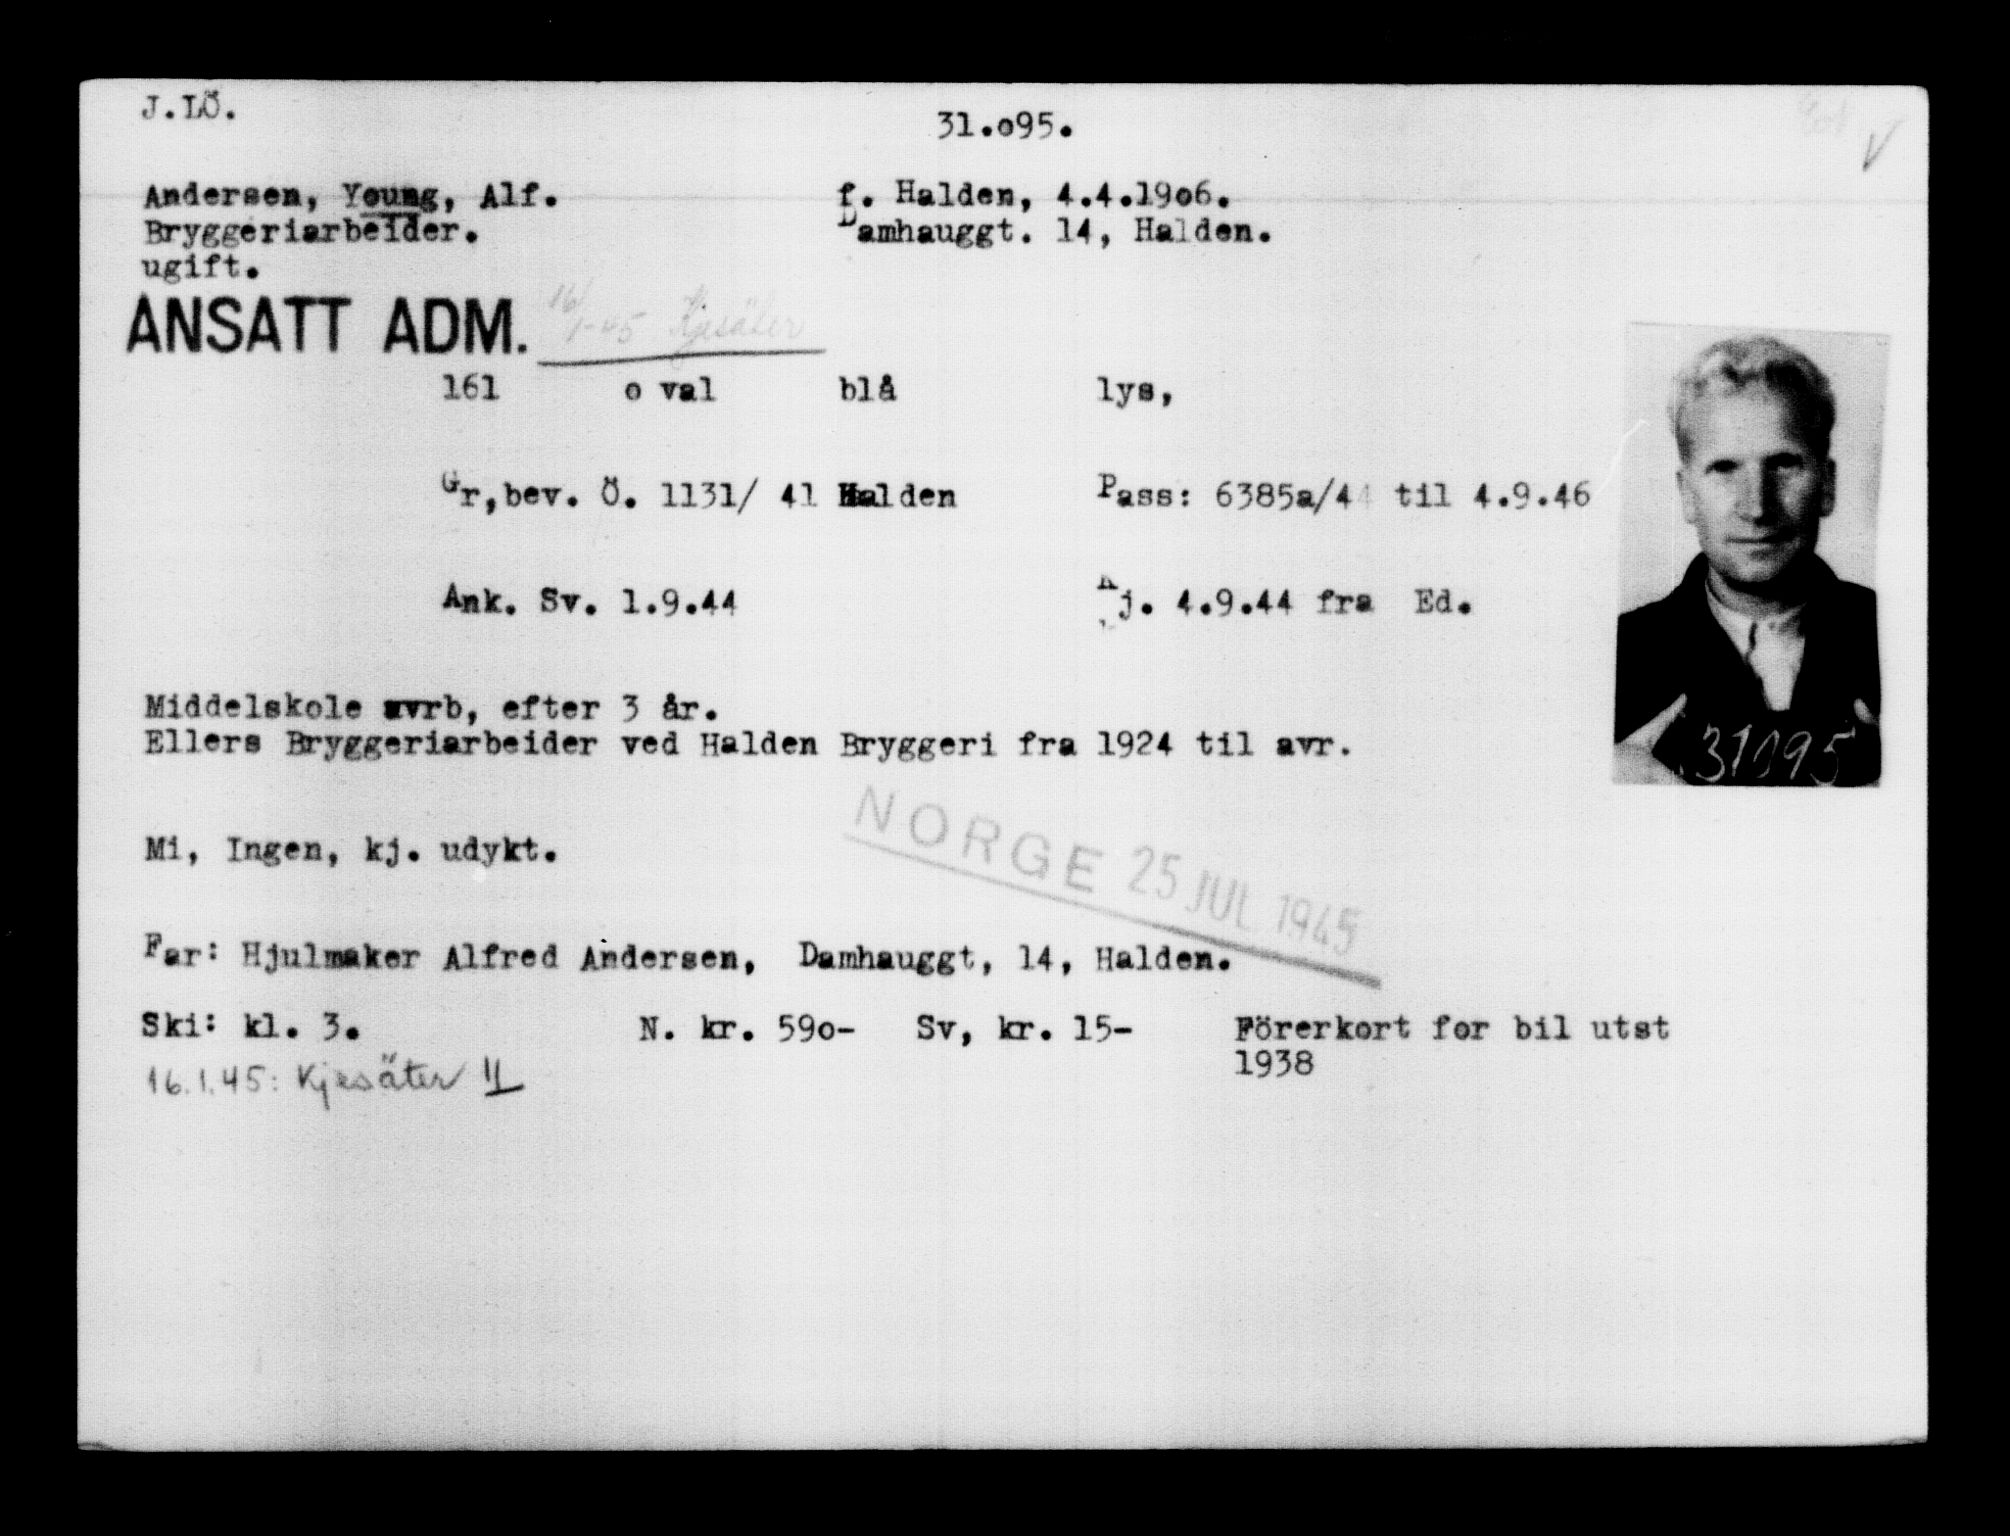 J.LÖ.
31.o95.
Andersen, Young, Alf. f. Halden, 4.4.19o6.
Bryggeriarbeider. Damhauggt. 14, Halden.
ugift.
ANSATT ADM. 16/1-45 Kjesäter
161 o val blå lys,
Gr,bev. Ö. 1131/ 41 Halden Pass: 6385a/44 til 4.9.46
Ank. Sv. 1.9.44 Kj. 4.9.44 fra Ed.
Middelskole avrb, efter 3 år.
Ellers Bryggeriarbeider ved Halden Bryggeri fra 1924 til avr.
31095
Mi, Ingen, kj. udykt.
NORGE 25 JUL 1945
Far: Hjulmaker Alfred Andersen, Damhauggt, 14, Halden.
Ski: kl. 3. N. kr. 59o- Sv, kr. 15- Förerkort for bil utst
1938
16.1.45: Kjesäter II